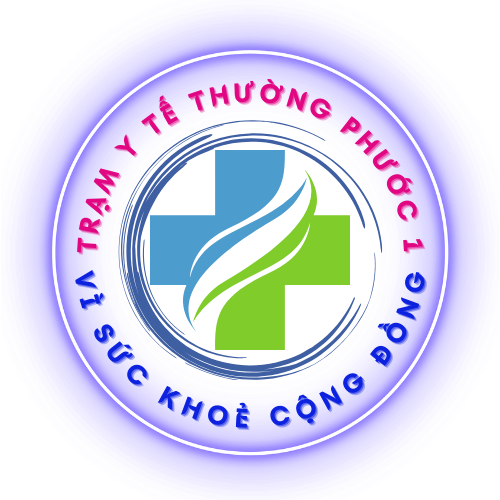 TRẠM Y TẾ THƯỜNG PHƯỚC 1
VÌ SỨC KHOẺ CỘNG ĐỒNG